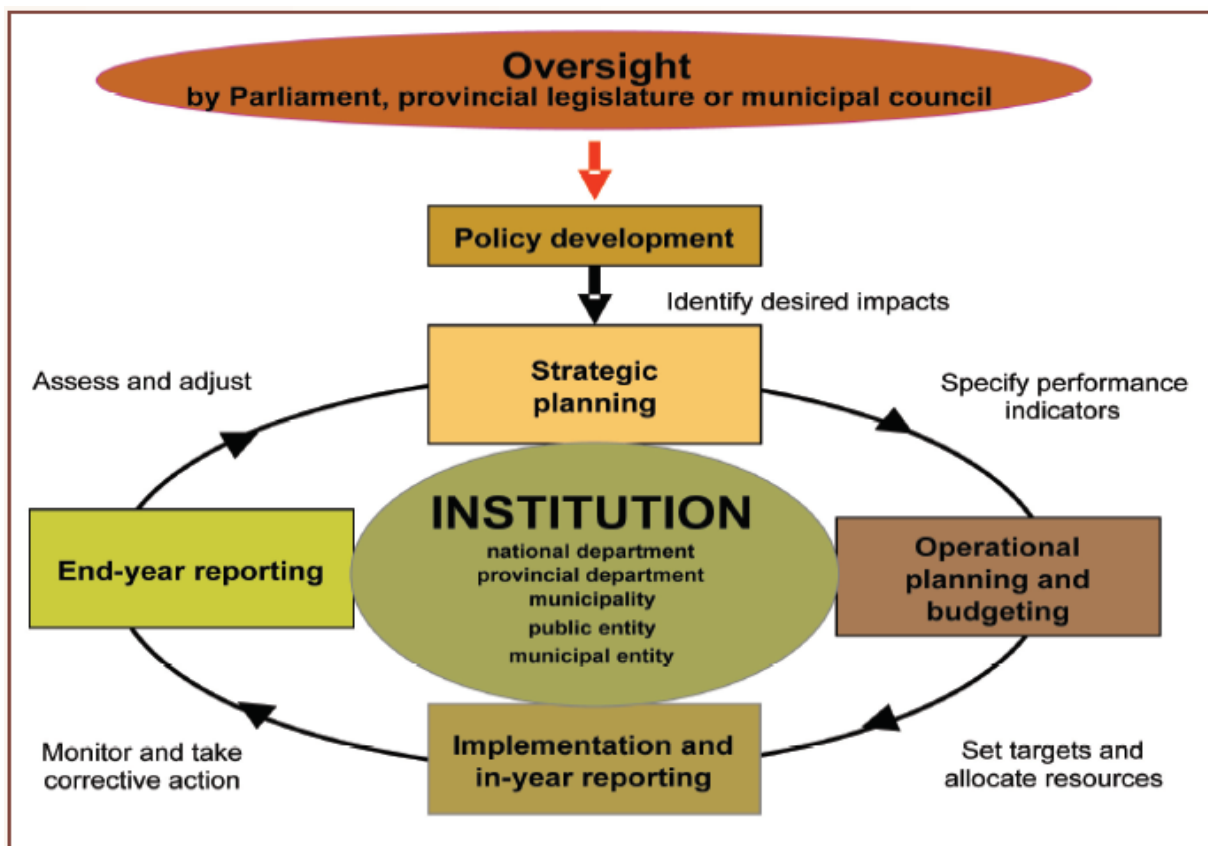 Oversight
by Parliament, provincial legislature or municipal council
Policy development
Identify desired impacts
Strategic
planning
Assess and adjust
Specify performance
indicators
INSTITUTION
national department
provincial department
municipality
public entity
municipal entity
End-year reporting
Operational
planning and
budgeting
Implementation and
in-year reporting
Monitor and take
corrective action
Set targets and
allocate resources